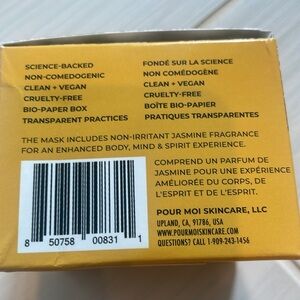 SCIENCE-BACKED
NON-COMEDOGENIC
CLEAN + VEGAN
CRUELTY-FREE
BIO-PAPER BOX
TRANSPARENT PRACTICES
FONDÉ SUR LA SCIENCE
NON COMÉDOGÈNE
CLEAN + VEGAN
CRUELTY-FREE
BOÎTE BIO-PAPIER
PRATIQUES TRANSPARENTES
THE MASK INCLUDES NON-IRRITANT JASMINE FRAGRANCE
FOR AN ENHANCED BODY, MIND & SPIRIT EXPERIENCE.
COMPREND UN PARFUM DE
JASMINE POUR UNE EXPÉRIENCE
AMÉLIORÉE DU CORPS, DE
L'ESPRIT ET DE L'ESPRIT.
8 50758 00831 1
POUR MOI SKINCARE, LLC
UPLAND, CA, 91786, USA
WWW.POURMOISKINCARE.COM
QUESTIONS? CALL 1-909-243-1456